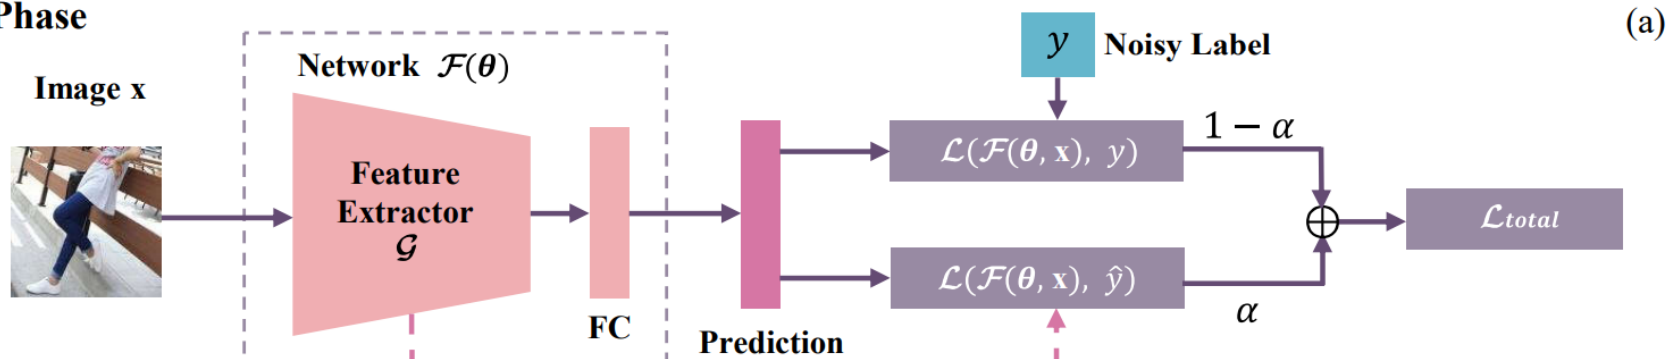 Phase
(a)
Image x
Network 𝓕(𝜽)
Feature
Extractor
𝓖
FC
Prediction
y
Noisy Label
𝓛(𝓕(𝜽, x), y)
1 − α
𝓛(𝓕(𝜽, x), ŷ)
α
𝓛total